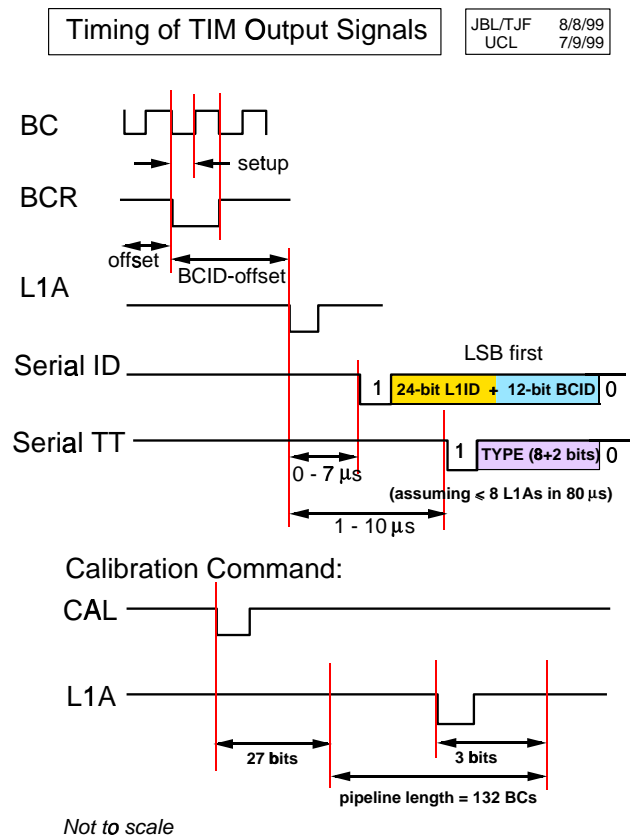 Timing of TIM Output Signals
JBL/TJF 8/8/99
UCL 7/9/99
BC
setup
BCR
offset
BCID-offset
L1A
LSB first
Serial ID
1 24-bit L1ID + 12-bit BCID 0
Serial TT
1 TYPE (8+2 bits) 0
0 - 7 µs
(assuming ⩽ 8 L1As in 80 µs)
1 - 10 µs
Calibration Command:
CAL
L1A
27 bits
3 bits
pipeline length = 132 BCs
Not to scale